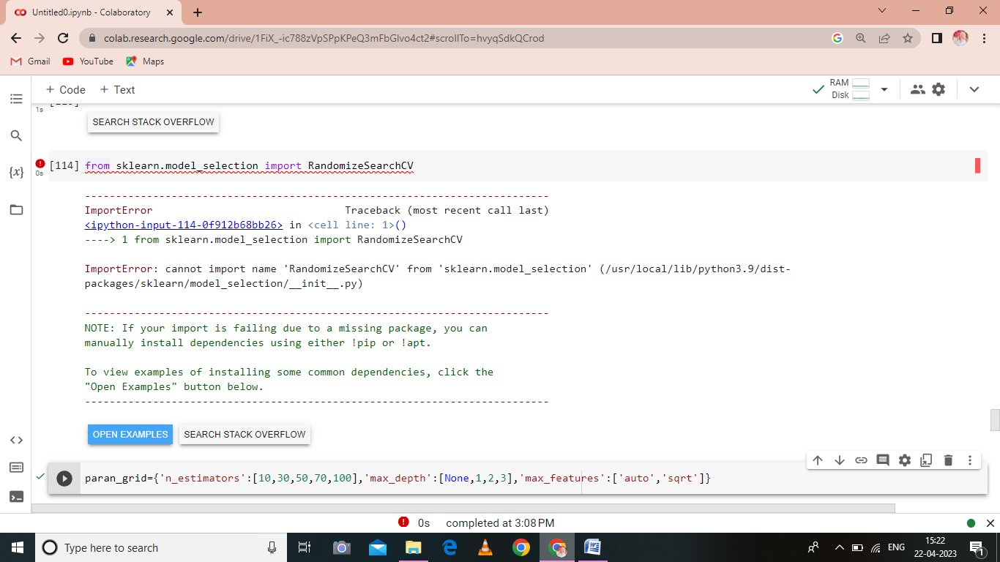 Untitled0.ipynb - Colaboratory
colab.research.google.com/drive/1FiX_-ic788zVpSPpKPeQ3mFbGlvo4ct2#scrollTo=hvyqSdkQCrod
Gmail YouTube Maps
+ Code + Text RAM
Disk
1s
SEARCH STACK OVERFLOW
[114] from sklearn.model_selection import RandomizeSearchCV
0s
---------------------------------------------------------------------------
ImportError Traceback (most recent call last)
<ipython-input-114-0f912b68bb26> in <cell line: 1>()
----> 1 from sklearn.model_selection import RandomizeSearchCV
ImportError: cannot import name 'RandomizeSearchCV' from 'sklearn.model_selection' (/usr/local/lib/python3.9/dist-
packages/sklearn/model_selection/__init__.py)
---------------------------------------------------------------------------
NOTE: If your import is failing due to a missing package, you can
manually install dependencies using either !pip or !apt.
To view examples of installing some common dependencies, click the
"Open Examples" button below.
---------------------------------------------------------------------------
OPEN EXAMPLES SEARCH STACK OVERFLOW
paran_grid={'n_estimators':[10,30,50,70,100],'max_depth':[None,1,2,3],'max_features':['auto','sqrt']}
0s completed at 3:08 PM
Type here to search
ENG
15:22
22-04-2023
1